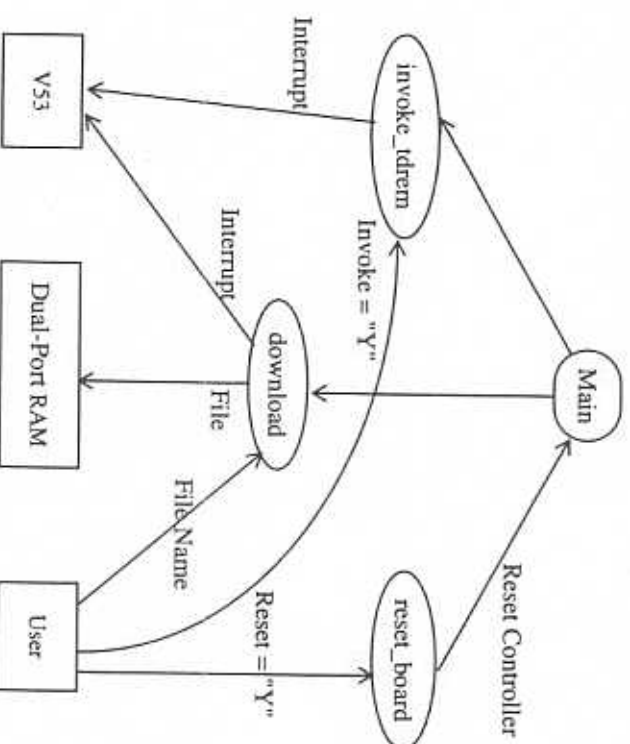 Main
Reset Controller
invoke_tdrem
reset_board
Invoke = "Y"
Interrupt
download
Interrupt
File
File Name
Reset = "Y"
V53
Dual-Port RAM
User